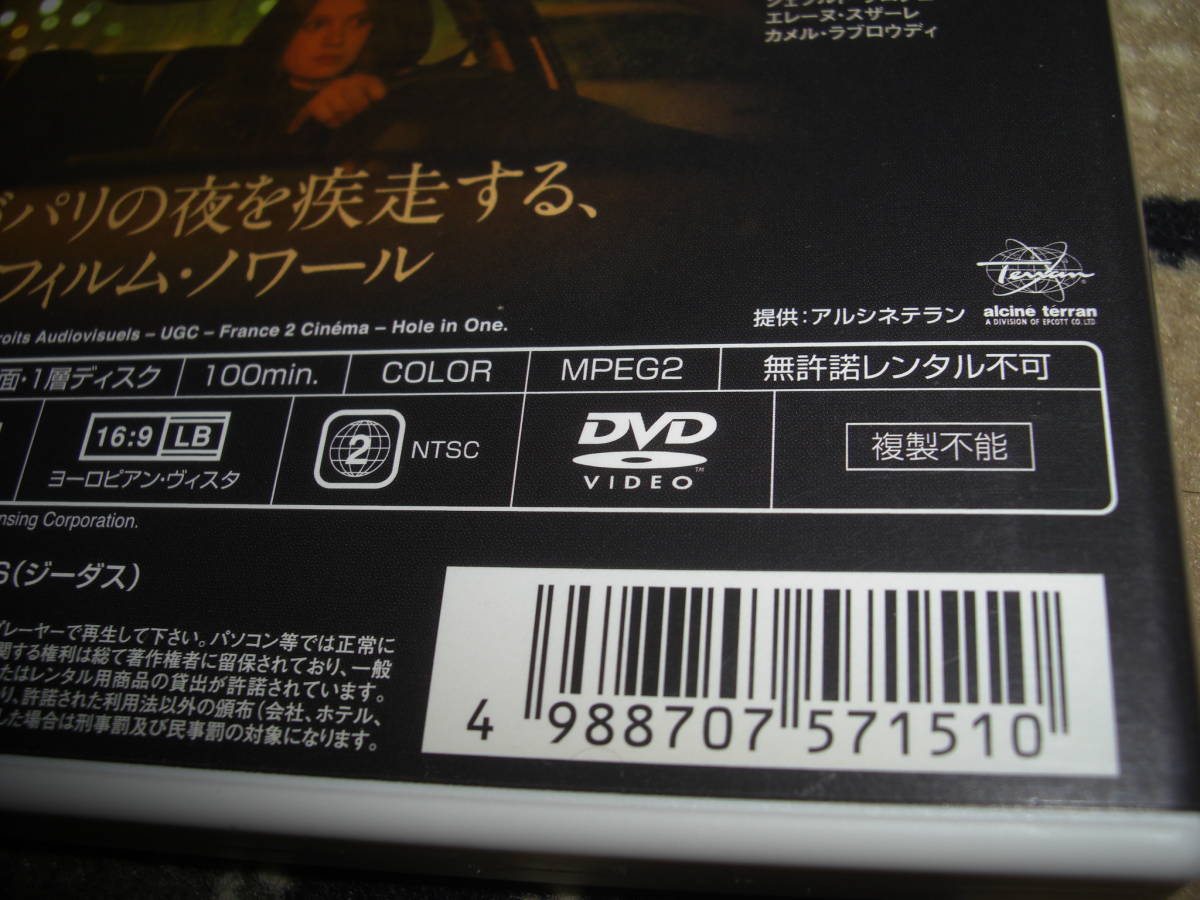 エレーヌ・スザーレ
カメル・ラブロウディ
パリの夜を疾走する、
フィルム・ノワール
Terran
alciné térran
A DIVISION OF EPCOTT CO.,LTD
提供:アルシネテラン
roits Audiovisuels – UGC – France 2 Cinéma – Hole in One.
面・1層ディスク 100min. COLOR MPEG2 無許諾レンタル不可
16:9 LB
ヨーロピアン・ヴィスタ
2 NTSC
DVD
VIDEO
TM
複製不能
nsing Corporation.
S(ジーダス)
プレーヤーで再生して下さい。パソコン等では正常に
関する権利は総て著作権者に留保されており、一般
たはレンタル用商品の貸出が許諾されています。
り、許諾された利用法以外の頒布(会社、ホテル、
した場合は刑事罰及び民事罰の対象になります。
4 988707 571510